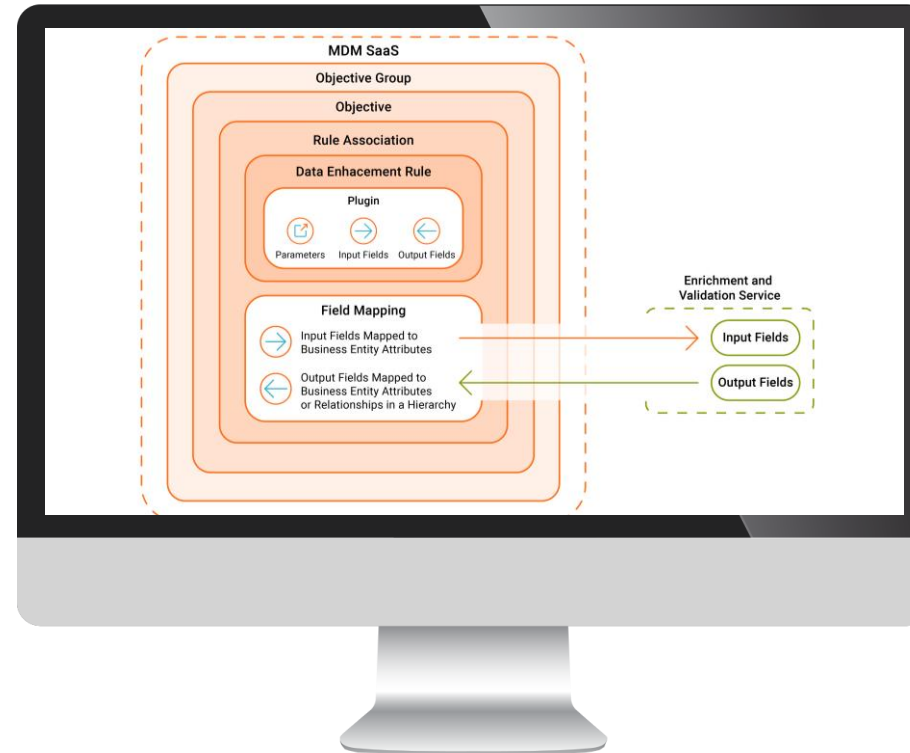 MDM SaaS
Objective Group
Objective
Rule Association
Data Enhacement Rule
Plugin
Parameters
Input Fields
Output Fields
Field Mapping
Input Fields Mapped to
Business Entity Attributes
Output Fields Mapped to
Business Entity Attributes
or Relationships in a Hierarchy
Enrichment and
Validation Service
Input Fields
Output Fields